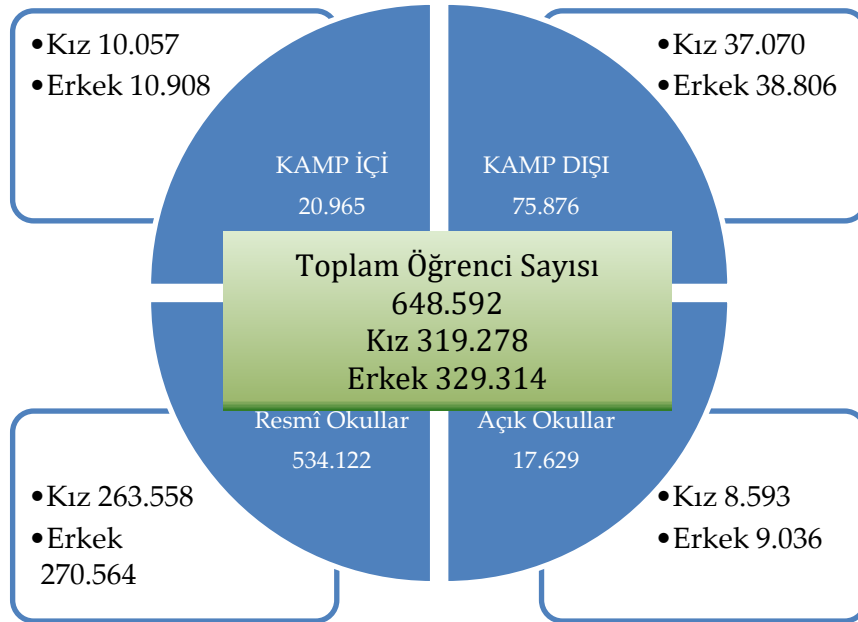 •Kız 10.057
•Erkek 10.908
•Kız 37.070
•Erkek 38.806
KAMP İÇİ
20.965
KAMP DIŞI
75.876
Toplam Öğrenci Sayısı
648.592
Kız 319.278
Erkek 329.314
Resmî Okullar
534.122
Açık Okullar
17.629
•Kız 263.558
•Erkek
270.564
•Kız 8.593
•Erkek 9.036